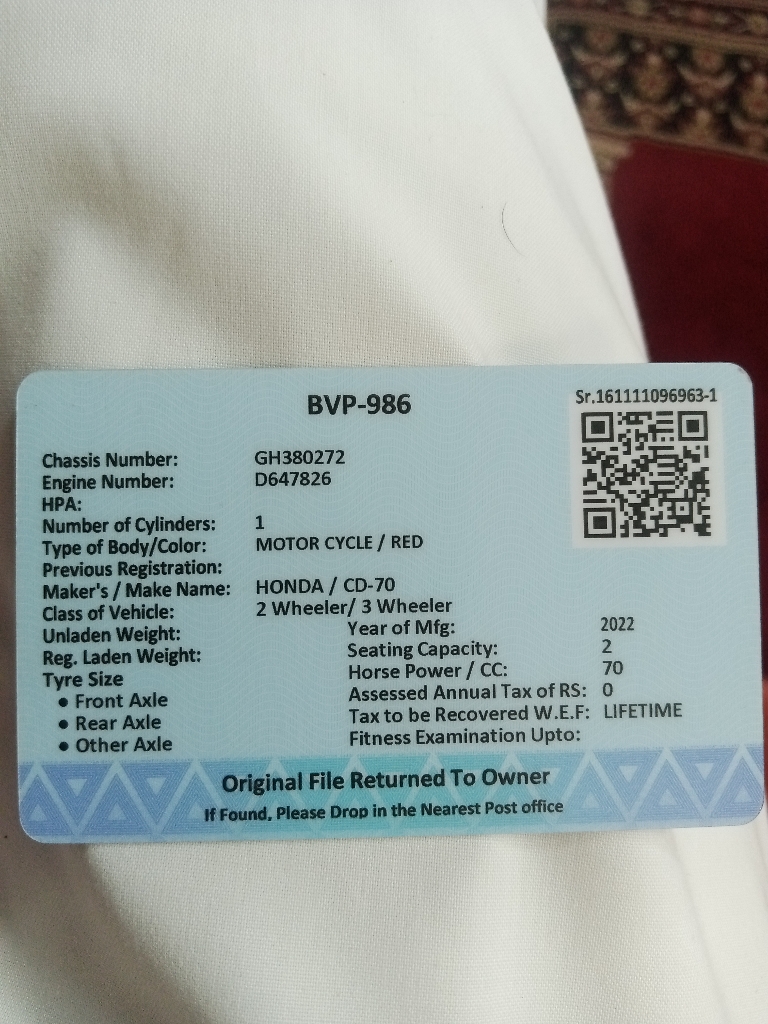 BVP-986
Sr.161111096963-1
Chassis Number: GH380272
Engine Number: D647826
HPA:
Number of Cylinders: 1
Type of Body/Color: MOTOR CYCLE / RED
Previous Registration:
Maker's / Make Name: HONDA / CD-70
Class of Vehicle: 2 Wheeler/ 3 Wheeler
Unladen Weight:
Reg. Laden Weight:
Tyre Size
• Front Axle
• Rear Axle
• Other Axle
Year of Mfg: 2022
Seating Capacity: 2
Horse Power / CC: 70
Assessed Annual Tax of RS: 0
Tax to be Recovered W.E.F: LIFETIME
Fitness Examination Upto:
Original File Returned To Owner
If Found, Please Drop in the Nearest Post office